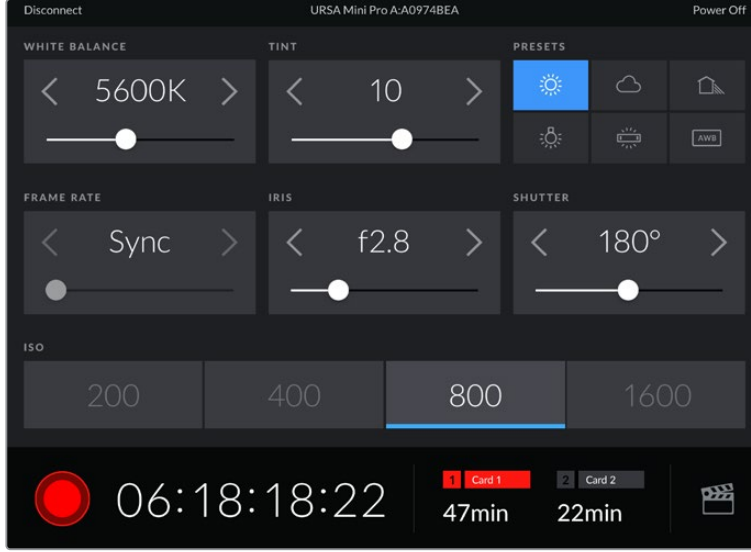 Disconnect URSA Mini Pro A:A0974BEA Power Off
WHITE BALANCE TINT PRESETS
5600K 10
AWB
FRAME RATE IRIS SHUTTER
Sync f2.8 180°
ISO
200 400 800 1600
1 Card 1 2 Card 2
06:18:18:22 47min 22min